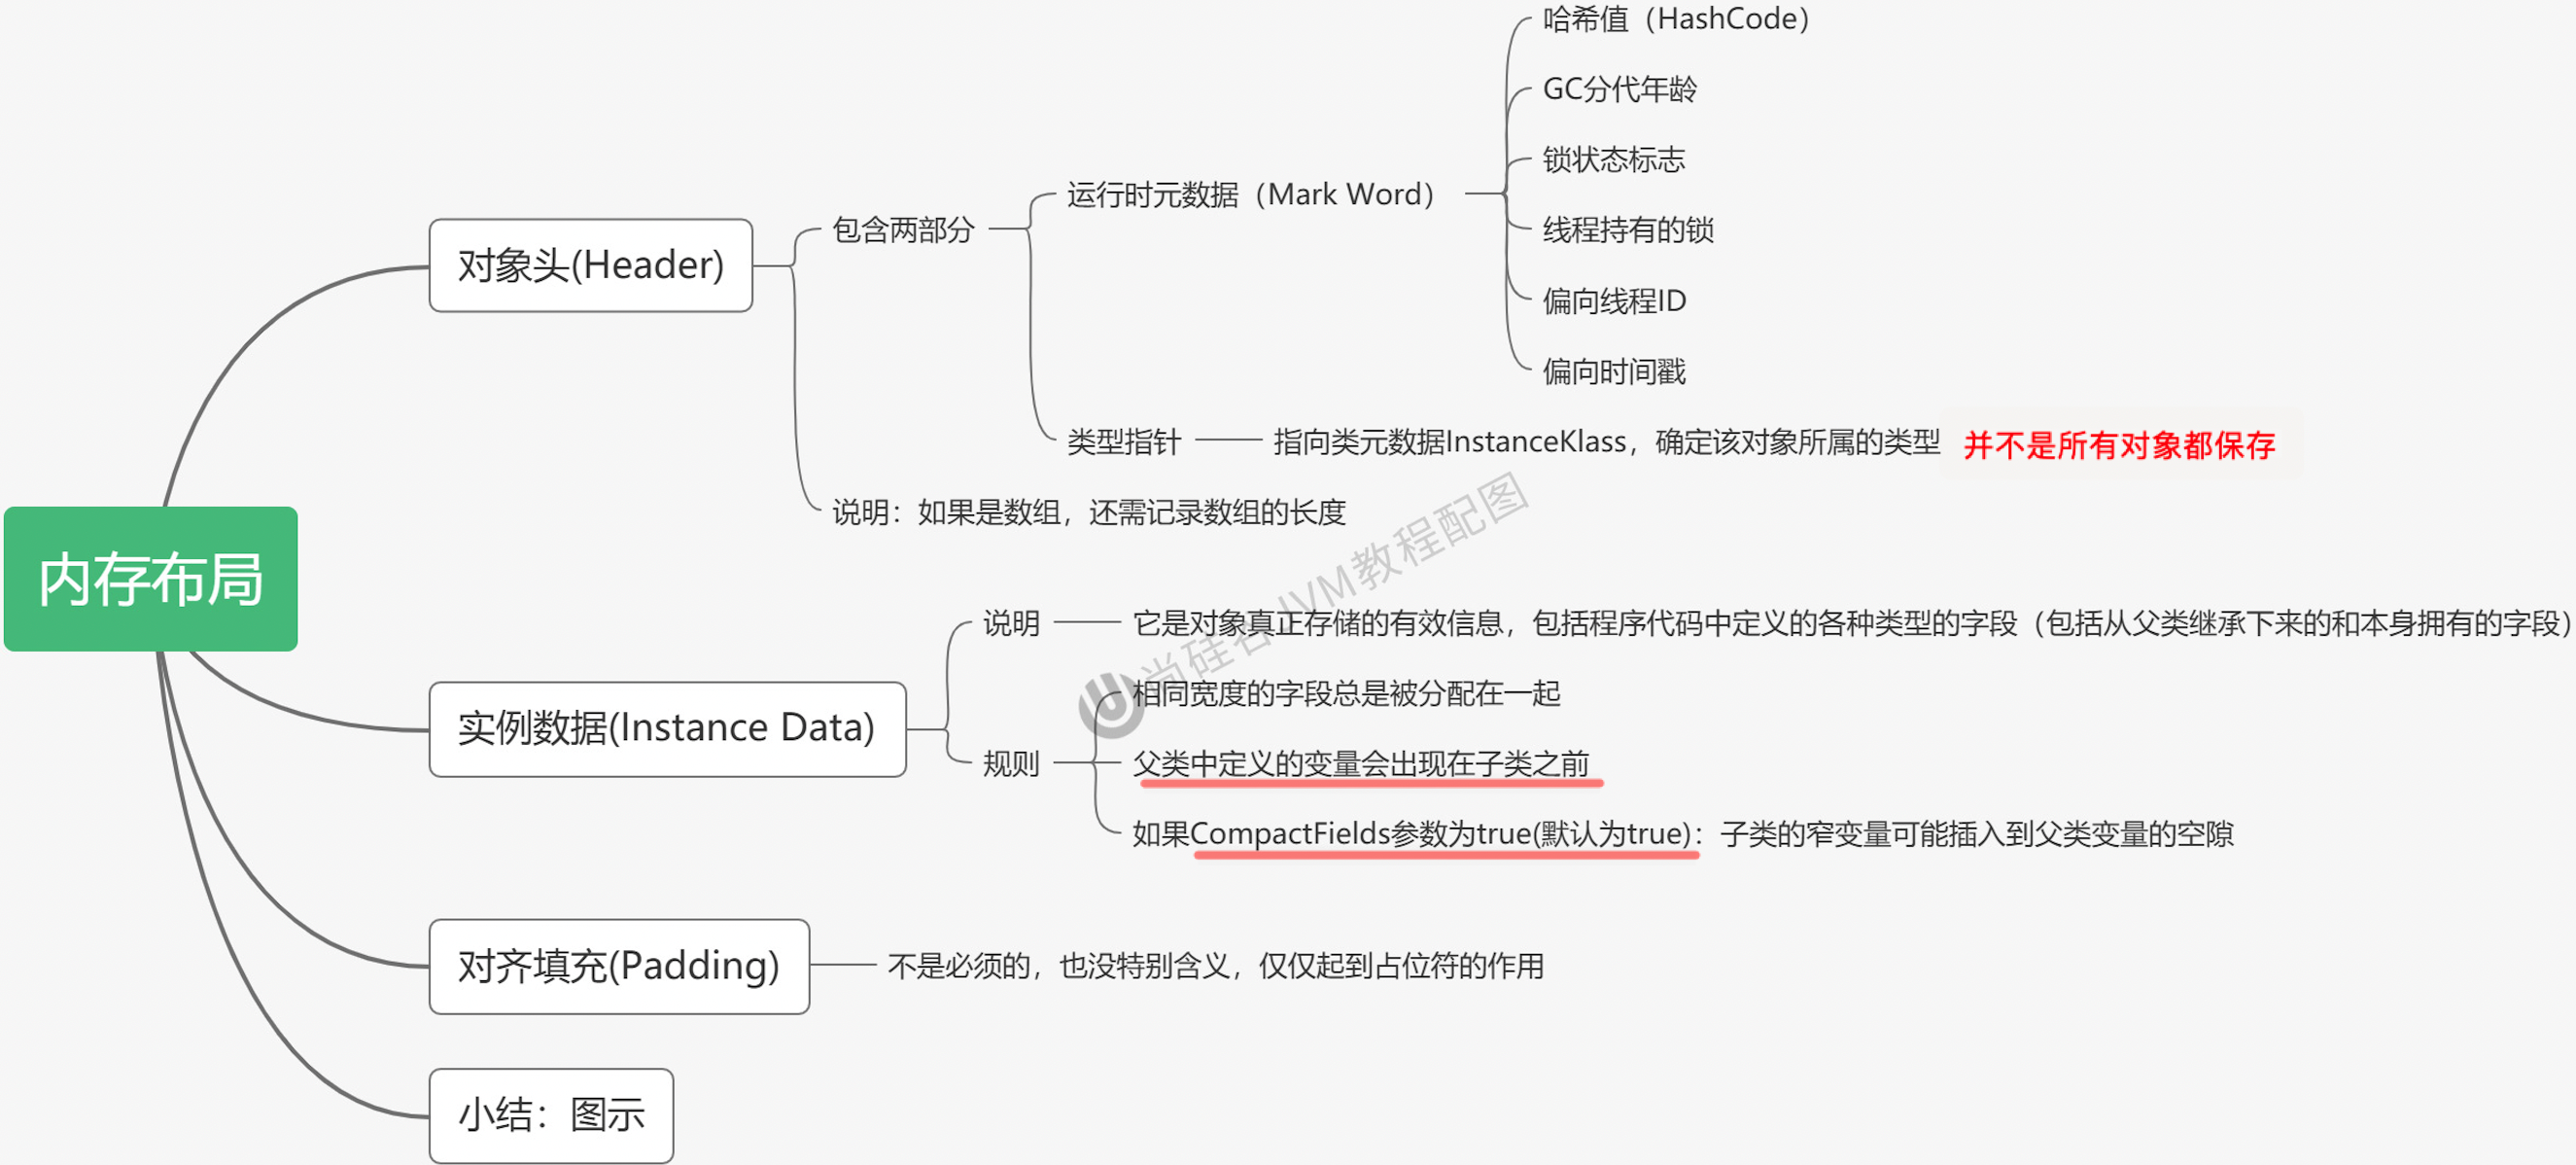 内存布局
对象头(Header)
包含两部分
运行时元数据（Mark Word）
哈希值（HashCode）
GC分代年龄
锁状态标志
线程持有的锁
偏向线程ID
偏向时间戳
类型指针
指向类元数据InstanceKlass，确定该对象所属的类型
并不是所有对象都保存
说明：如果是数组，还需记录数组的长度
实例数据(Instance Data)
说明
它是对象真正存储的有效信息，包括程序代码中定义的各种类型的字段（包括从父类继承下来的和本身拥有的字段）
规则
相同宽度的字段总是被分配在一起
父类中定义的变量会出现在子类之前
如果CompactFields参数为true(默认为true)：子类的窄变量可能插入到父类变量的空隙
对齐填充(Padding)
不是必须的，也没特别含义，仅仅起到占位符的作用
小结：图示
尚硅谷JVM教程配图